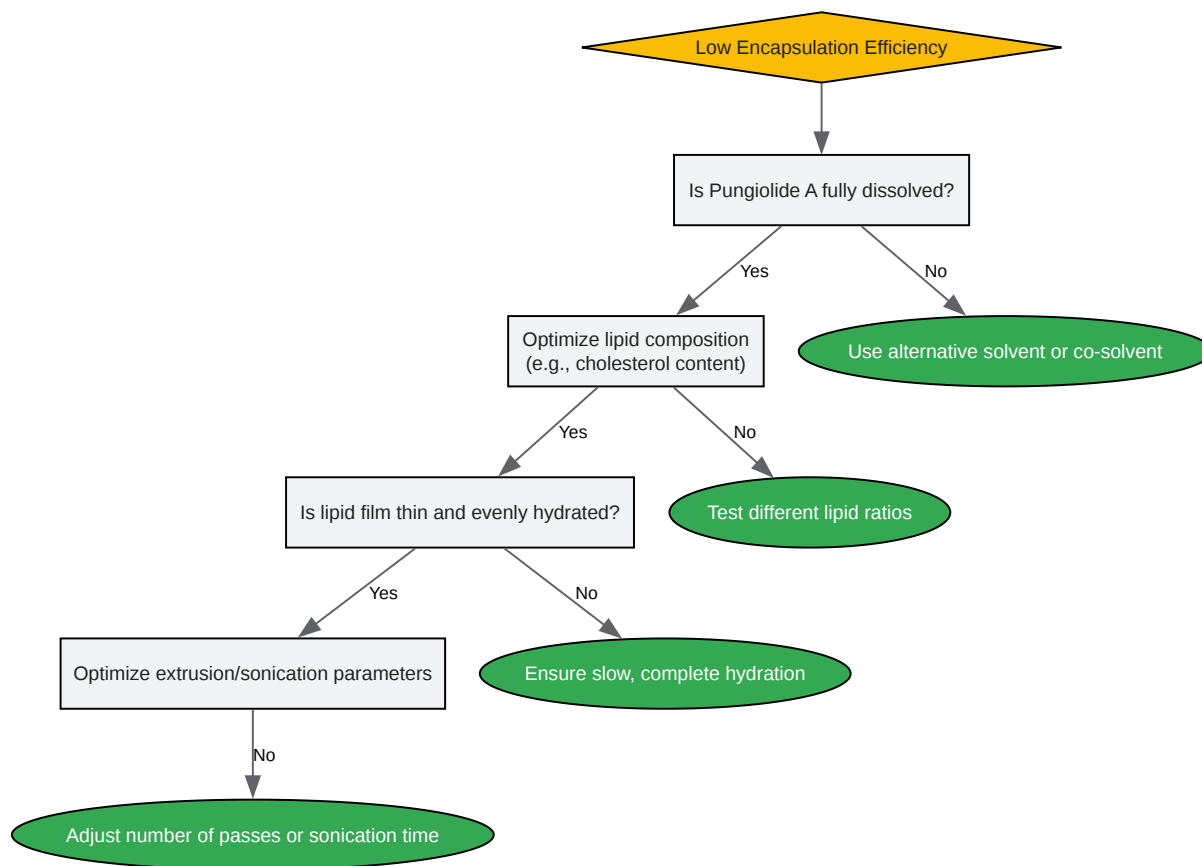 Low Encapsulation Efficiency
Is Pungiolide A fully dissolved?
Yes
No
Optimize lipid composition
(e.g., cholesterol content)
Use alternative solvent or co-solvent
Yes
No
Is lipid film thin and evenly hydrated?
Test different lipid ratios
Yes
No
Optimize extrusion/sonication parameters
Ensure slow, complete hydration
No
Adjust number of passes or sonication time